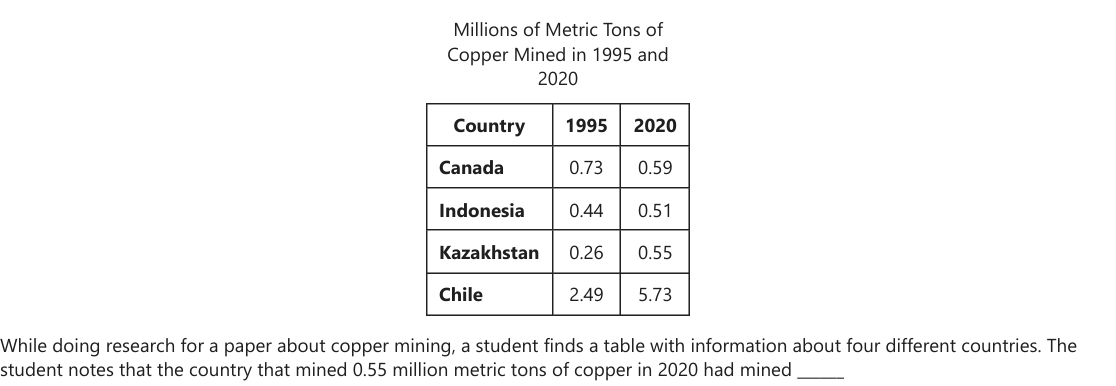 Millions of Metric Tons of
Copper Mined in 1995 and
2020
Country 1995 2020
Canada 0.73 0.59
Indonesia 0.44 0.51
Kazakhstan 0.26 0.55
Chile 2.49 5.73
While doing research for a paper about copper mining, a student finds a table with information about four different countries. The
student notes that the country that mined 0.55 million metric tons of copper in 2020 had mined ______